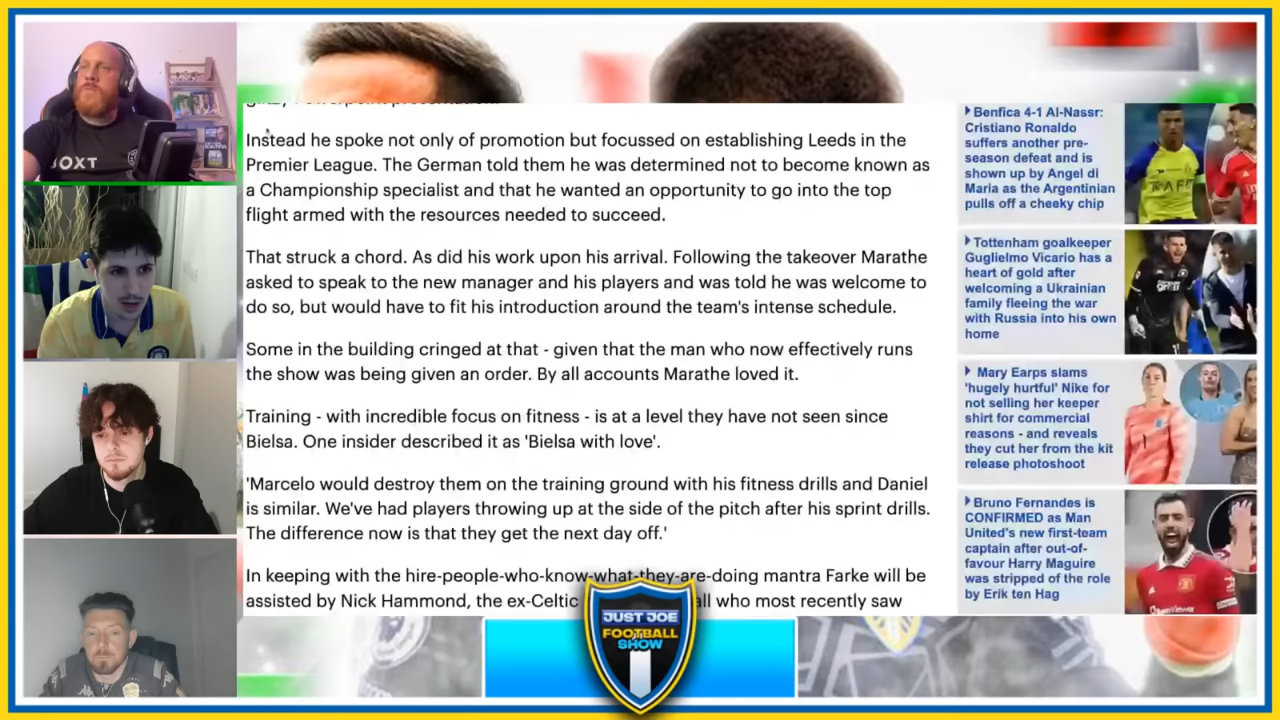 OXT
Instead he spoke not only of promotion but focussed on establishing Leeds in the
Premier League. The German told them he was determined not to become known as
a Championship specialist and that he wanted an opportunity to go into the top
flight armed with the resources needed to succeed.
That struck a chord. As did his work upon his arrival. Following the takeover Marathe
asked to speak to the new manager and his players and was told he was welcome to
do so, but would have to fit his introduction around the team's intense schedule.
Some in the building cringed at that - given that the man who now effectively runs
the show was being given an order. By all accounts Marathe loved it.
Training - with incredible focus on fitness - is at a level they have not seen since
Bielsa. One insider described it as 'Bielsa with love'.
'Marcelo would destroy them on the training ground with his fitness drills and Daniel
is similar. We've had players throwing up at the side of the pitch after his sprint drills.
The difference now is that they get the next day off.'
In keeping with the hire-people-who-know-what-they-are-doing mantra Farke will be
assisted by Nick Hammond, the ex-Celtic all who most recently saw
Benfica 4-1 Al-Nassr:
Cristiano Ronaldo
suffers another pre-
season defeat and is
shown up by Angel di
Maria as the Argentinian
pulls off a cheeky chip
Tottenham goalkeeper
Guglielmo Vicario has a
heart of gold after
welcoming a Ukrainian
family fleeing the war
with Russia into his own
home
Mary Earps slams
'hugely hurtful' Nike for
not selling her keeper
shirt for commercial
reasons - and reveals
they cut her from the kit
release photoshoot
Bruno Fernandes is
CONFIRMED as Man
United's new first-team
captain after out-of-
favour Harry Maguire
was stripped of the role
by Erik ten Hag
JUST JOE
FOOTBALL
SHOW